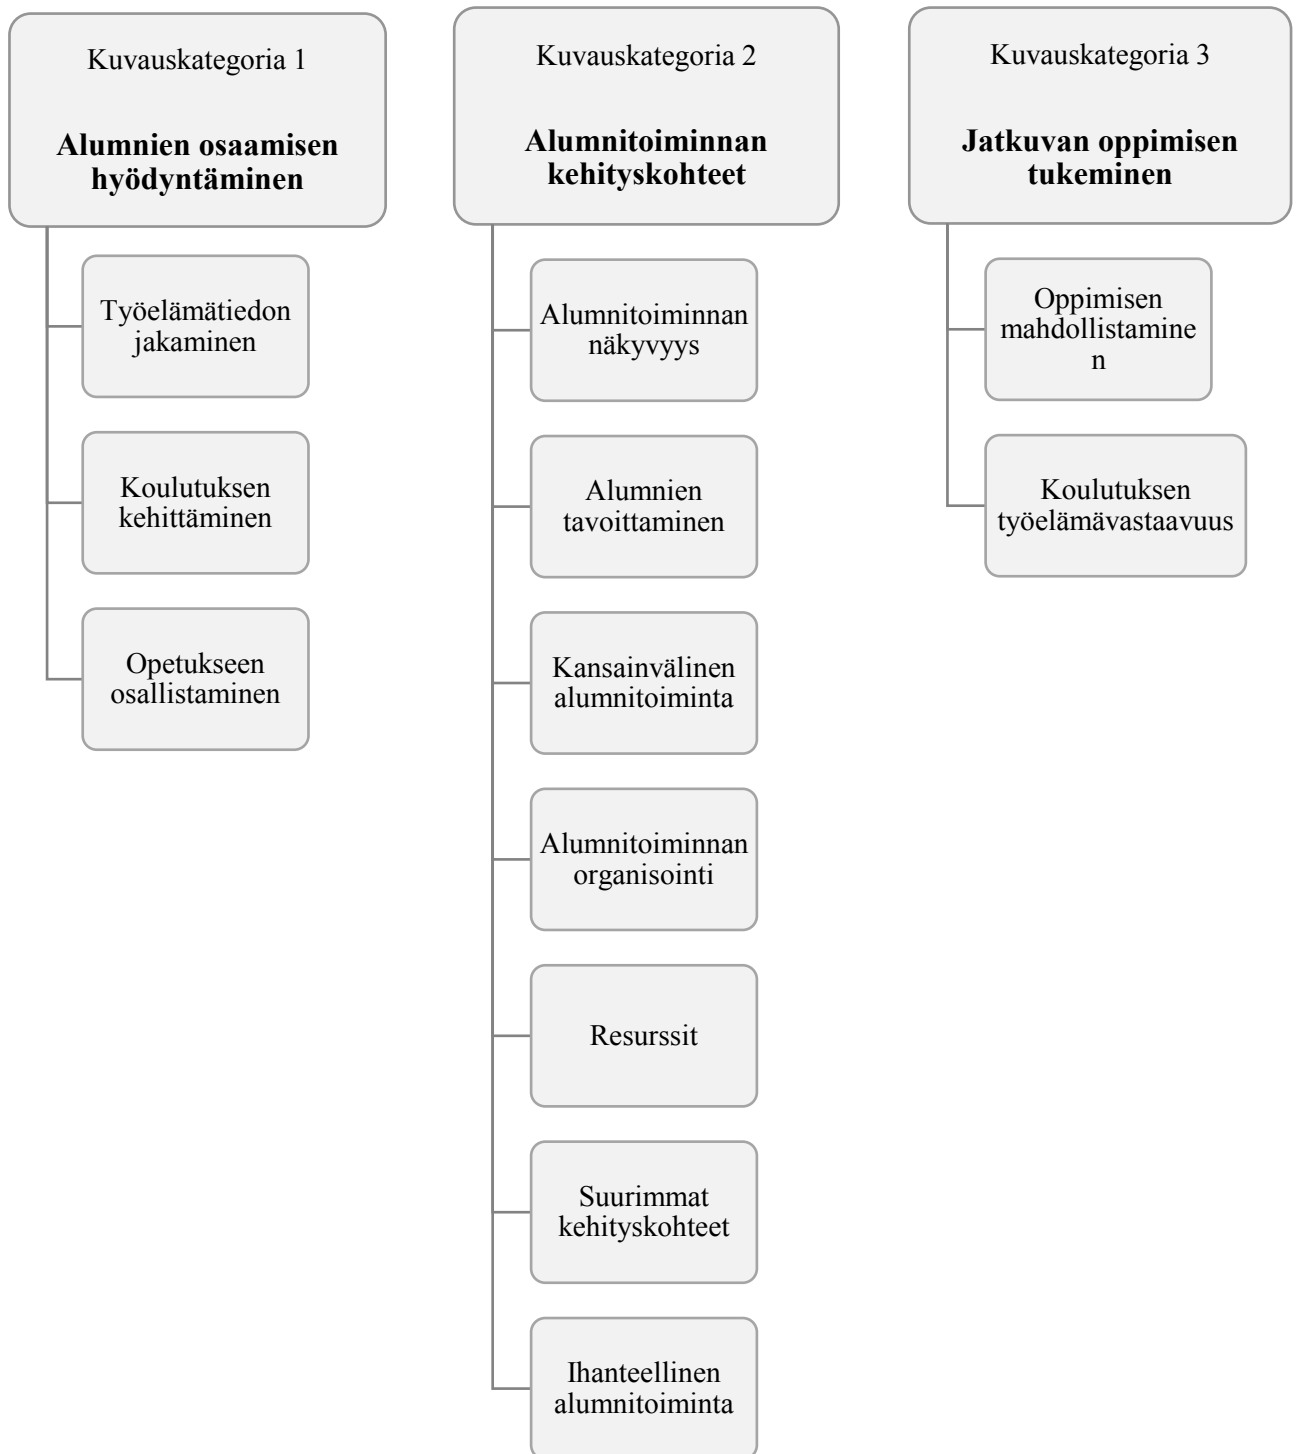 Kuvauskategoria 1
Alumnien osaamisen
hyödyntäminen
Työelämätiedon
jakaminen
Koulutuksen
kehittäminen
Opetukseen
osallistaminen
Kuvauskategoria 2
Alumnitoiminnan
kehityskohteet
Alumnitoiminnan
näkyvyys
Alumnien
tavoittaminen
Kansainvälinen
alumnitoiminta
Alumnitoiminnan
organisointi
Resurssit
Suurimmat
kehityskohteet
Ihanteellinen
alumnitoiminta
Kuvauskategoria 3
Jatkuvan oppimisen
tukeminen
Oppimisen
mahdollistamine
n
Koulutuksen
työelämävastaavuus